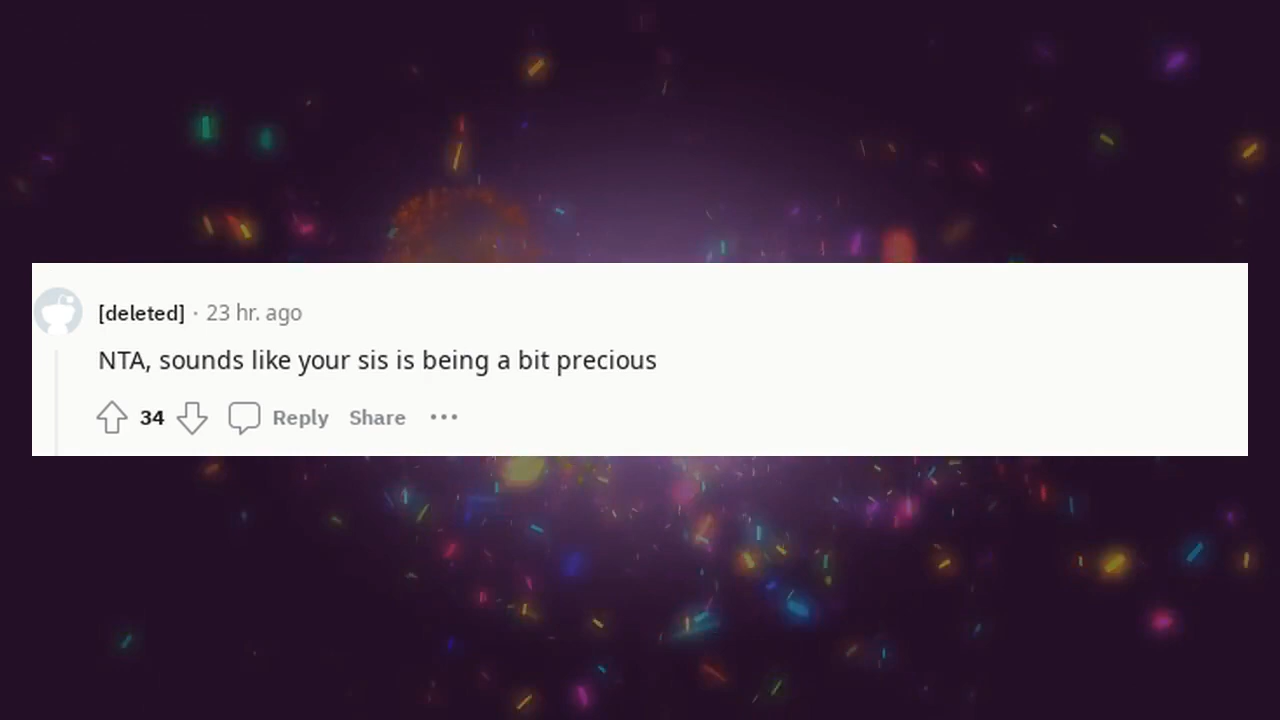 [deleted] · 23 hr. ago
NTA, sounds like your sis is being a bit precious
34 Reply Share ···